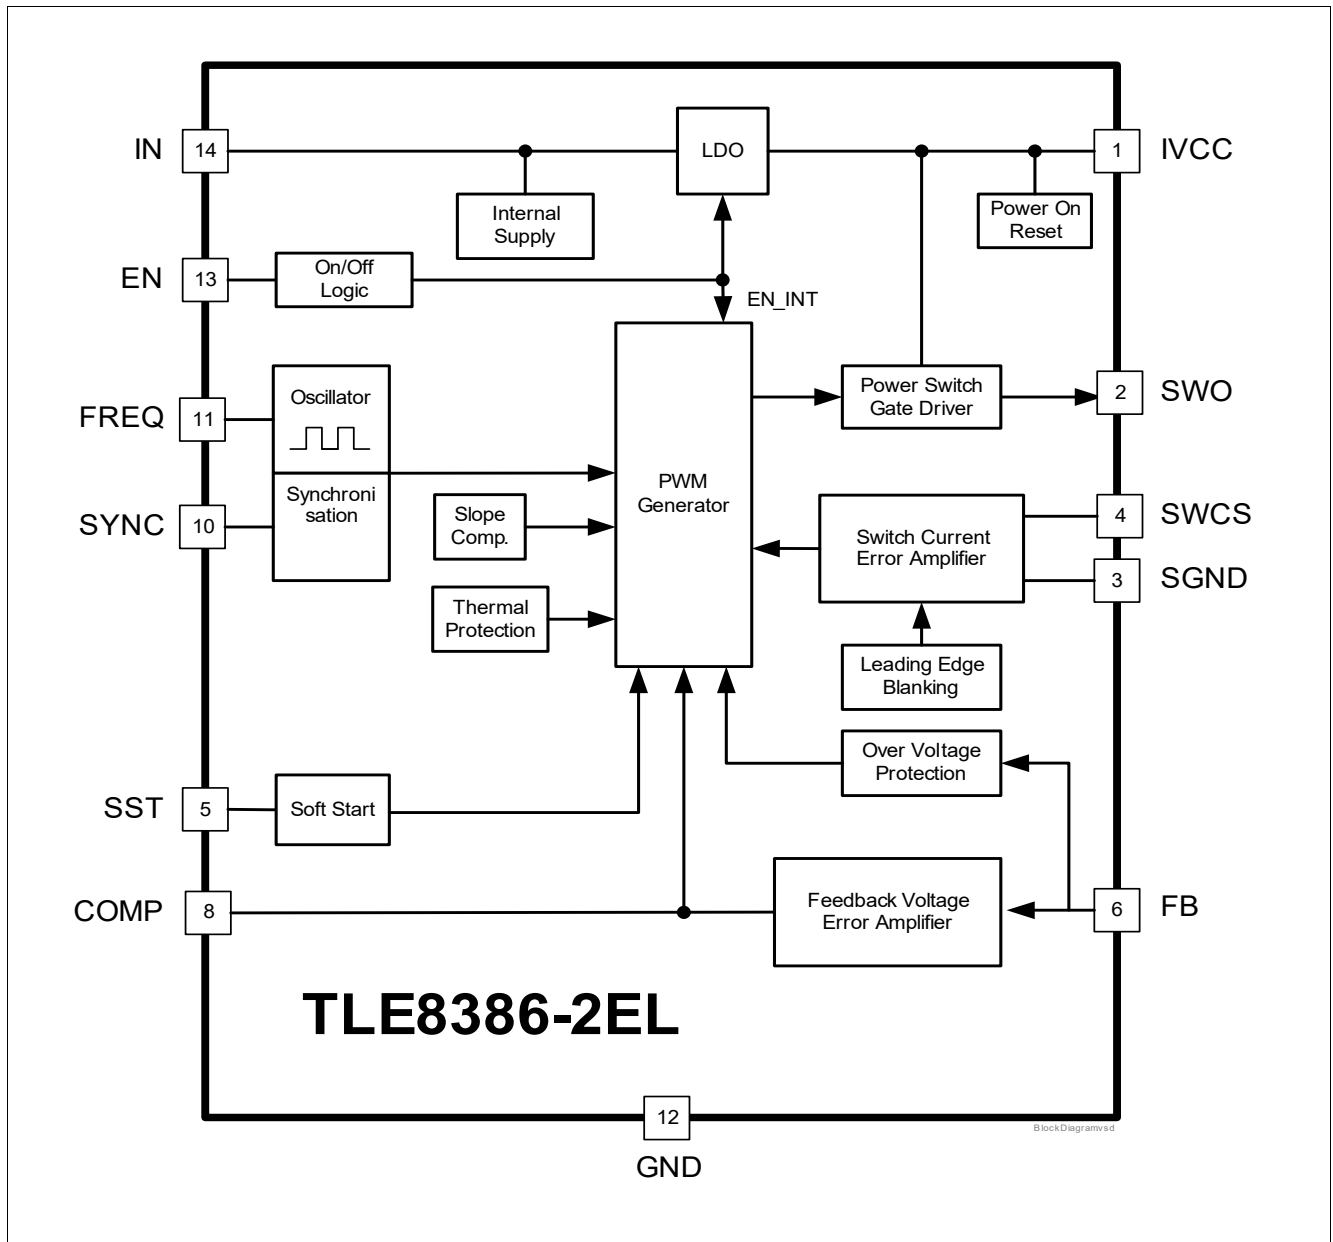 IN
14
LDO
1
IVCC
Internal
Supply
Power On
Reset
EN
13
On/Off
Logic
EN_INT
FREQ
11
Oscillator
Power Switch
Gate Driver
2
SWO
PWM
Generator
SYNC
10
Synchroni
sation
Slope
Comp.
Switch Current
Error Amplifier
4
SWCS
3
SGND
Thermal
Protection
Leading Edge
Blanking
Over Voltage
Protection
SST
5
Soft Start
COMP
8
Feedback Voltage
Error Amplifier
6
FB
TLE8386-2EL
12
GND
BlockDiagramvsd